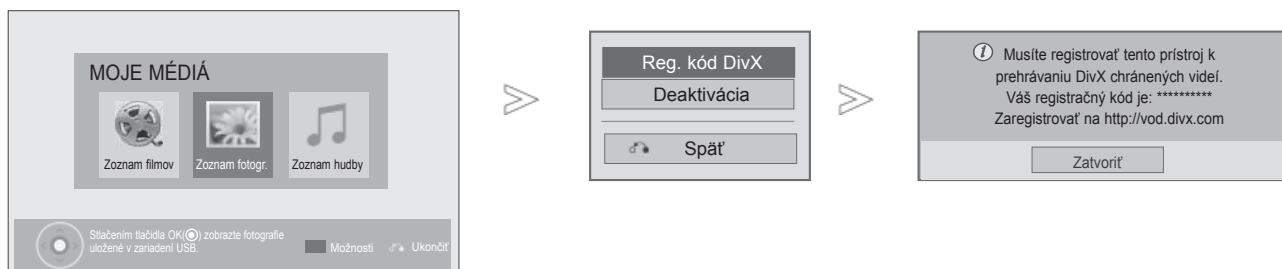 MOJE MÉDIÁ
Zoznam filmov
Zoznam fotogr.
Zoznam hudby
Stlačením tlačidla OK(◉) zobrazte fotografie
uložené v zariadení USB.
Možnosti
Ukončiť
Reg. kód DivX
Deaktivácia
Späť
Musíte registrovať tento prístroj k
prehrávaniu DivX chránených videí.
Váš registračný kód je: **********
Zaregistrovať na http://vod.divx.com
Zatvoriť